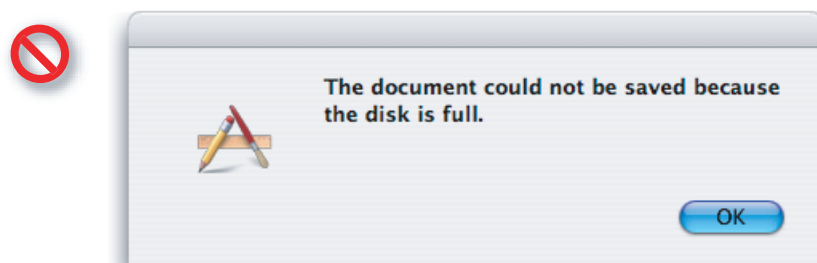 The document could not be saved because
the disk is full.
OK